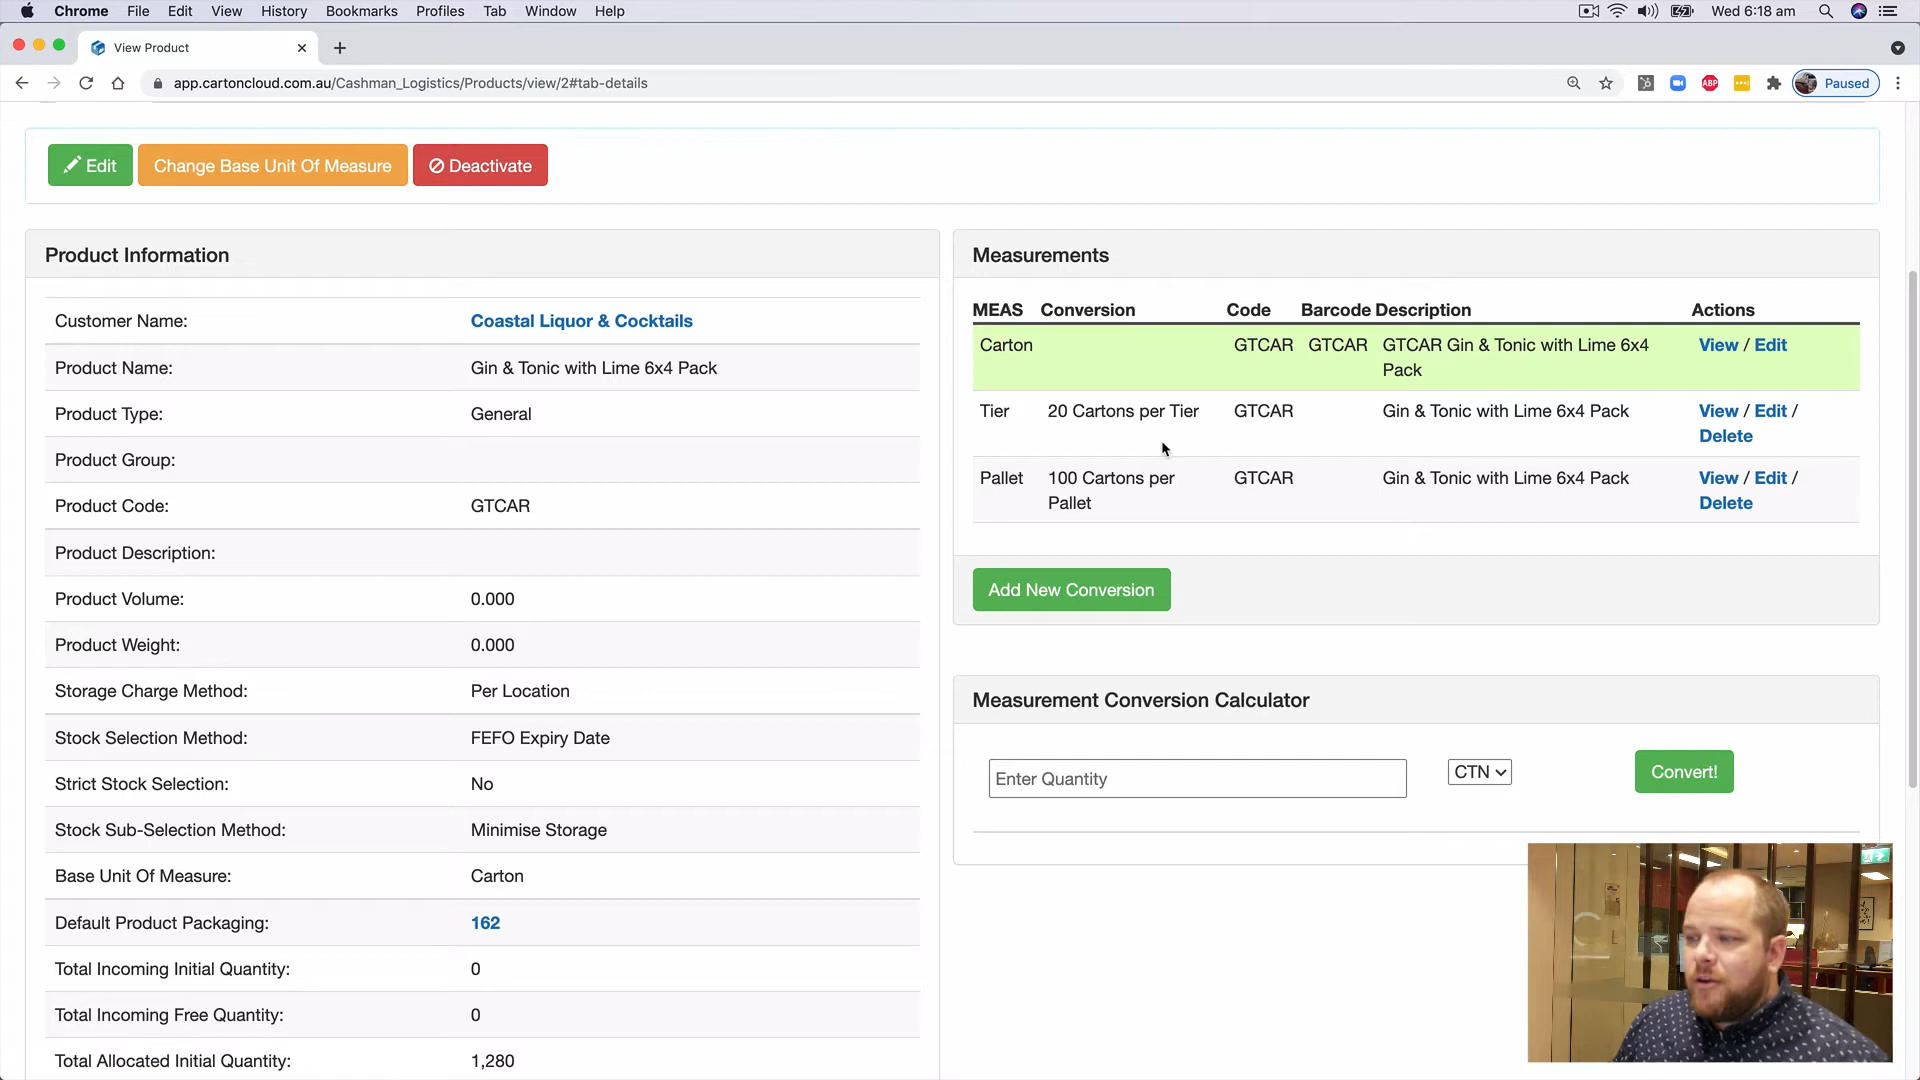 Chrome File Edit View History Bookmarks Profiles Tab Window Help Wed 6:18 am
View Product
app.cartoncloud.com.au/Cashman_Logistics/Products/view/2#tab-details ABP Paused
Edit Change Base Unit Of Measure Deactivate
Product Information
Customer Name: Coastal Liquor & Cocktails
Product Name: Gin & Tonic with Lime 6x4 Pack
Product Type: General
Product Group:
Product Code: GTCAR
Product Description:
Product Volume: 0.000
Product Weight: 0.000
Storage Charge Method: Per Location
Stock Selection Method: FEFO Expiry Date
Strict Stock Selection: No
Stock Sub-Selection Method: Minimise Storage
Base Unit Of Measure: Carton
Default Product Packaging: 162
Total Incoming Initial Quantity: 0
Total Incoming Free Quantity: 0
Total Allocated Initial Quantity: 1,280
Measurements
MEAS Conversion Code Barcode Description Actions
Carton GTCAR GTCAR GTCAR Gin & Tonic with Lime 6x4 View / Edit
Pack
Tier 20 Cartons per Tier GTCAR Gin & Tonic with Lime 6x4 Pack View / Edit /
Delete
Pallet 100 Cartons per GTCAR Gin & Tonic with Lime 6x4 Pack View / Edit /
Pallet Delete
Add New Conversion
Measurement Conversion Calculator
Enter Quantity CTN Convert!